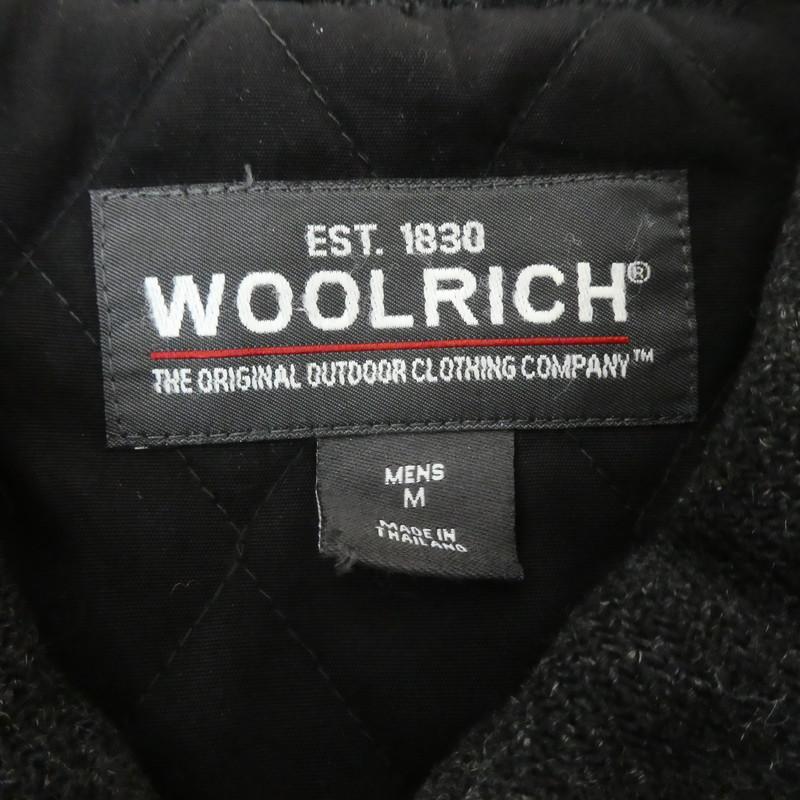 EST. 1830
WOOLRICH®
THE ORIGINAL OUTDOOR CLOTHING COMPANY™
MENS
M
MADE IN
THAILAND